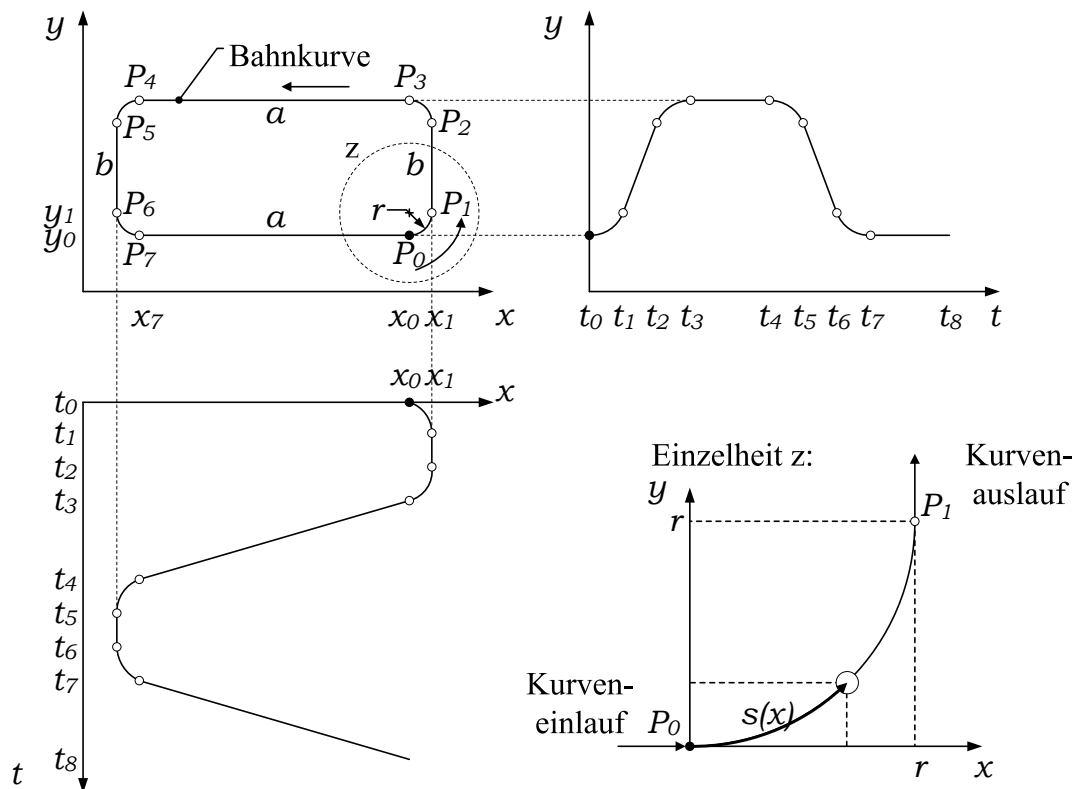 y
Bahnkurve
P4
P3
a
P5
P2
b
z
b
P6
r
P1
y1
y0
a
P7
P0
x7
x0
x1
x
y
t0
t1
t2
t3
t4
t5
t6
t7
t8
t
x0
x1
x
t0
t1
t2
t3
t4
t5
t6
t7
t8
t
Einzelheit z:
Kurven-
auslauf
y
r
P1
Kurven-
einlauf
P0
s(x)
r
x